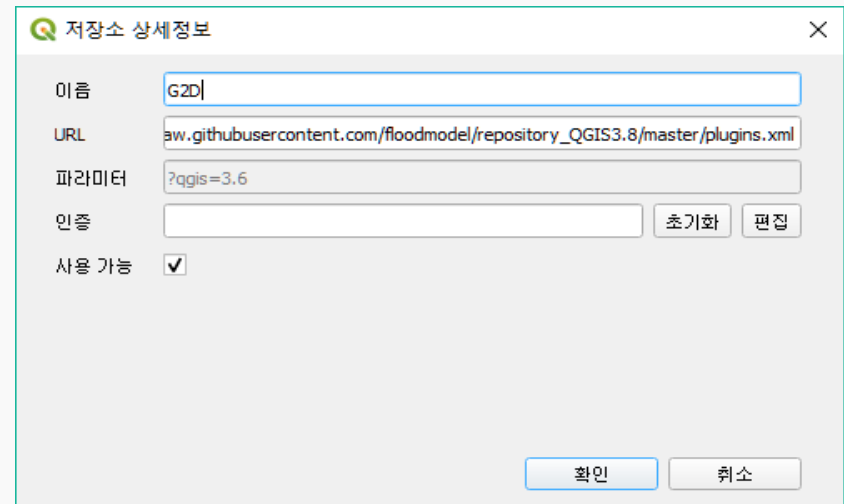 저장소 상세정보
이름 G2D
URL aw.githubusercontent.com/floodmodel/repository_QGIS3.8/master/plugins.xml
파라미터 ?qgis=3.6
인증 초기화 편집
사용 가능
확인 취소